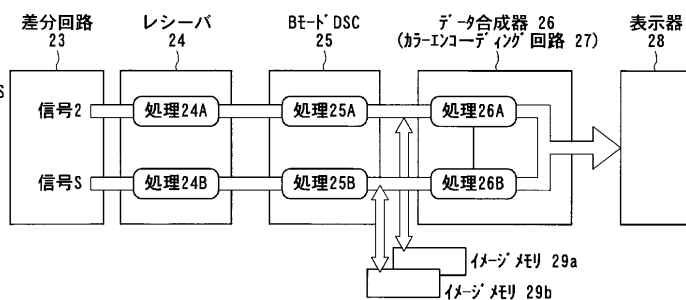 差分回路
23
レシーバ
24
BモードDSC
25
データ合成器 26
(カラーエンコーディング回路 27)
表示器
28
S
信号2
処理24A
処理25A
処理26A
信号S
処理24B
処理25B
処理26B
イメージメモリ 29a
イメージメモリ 29b